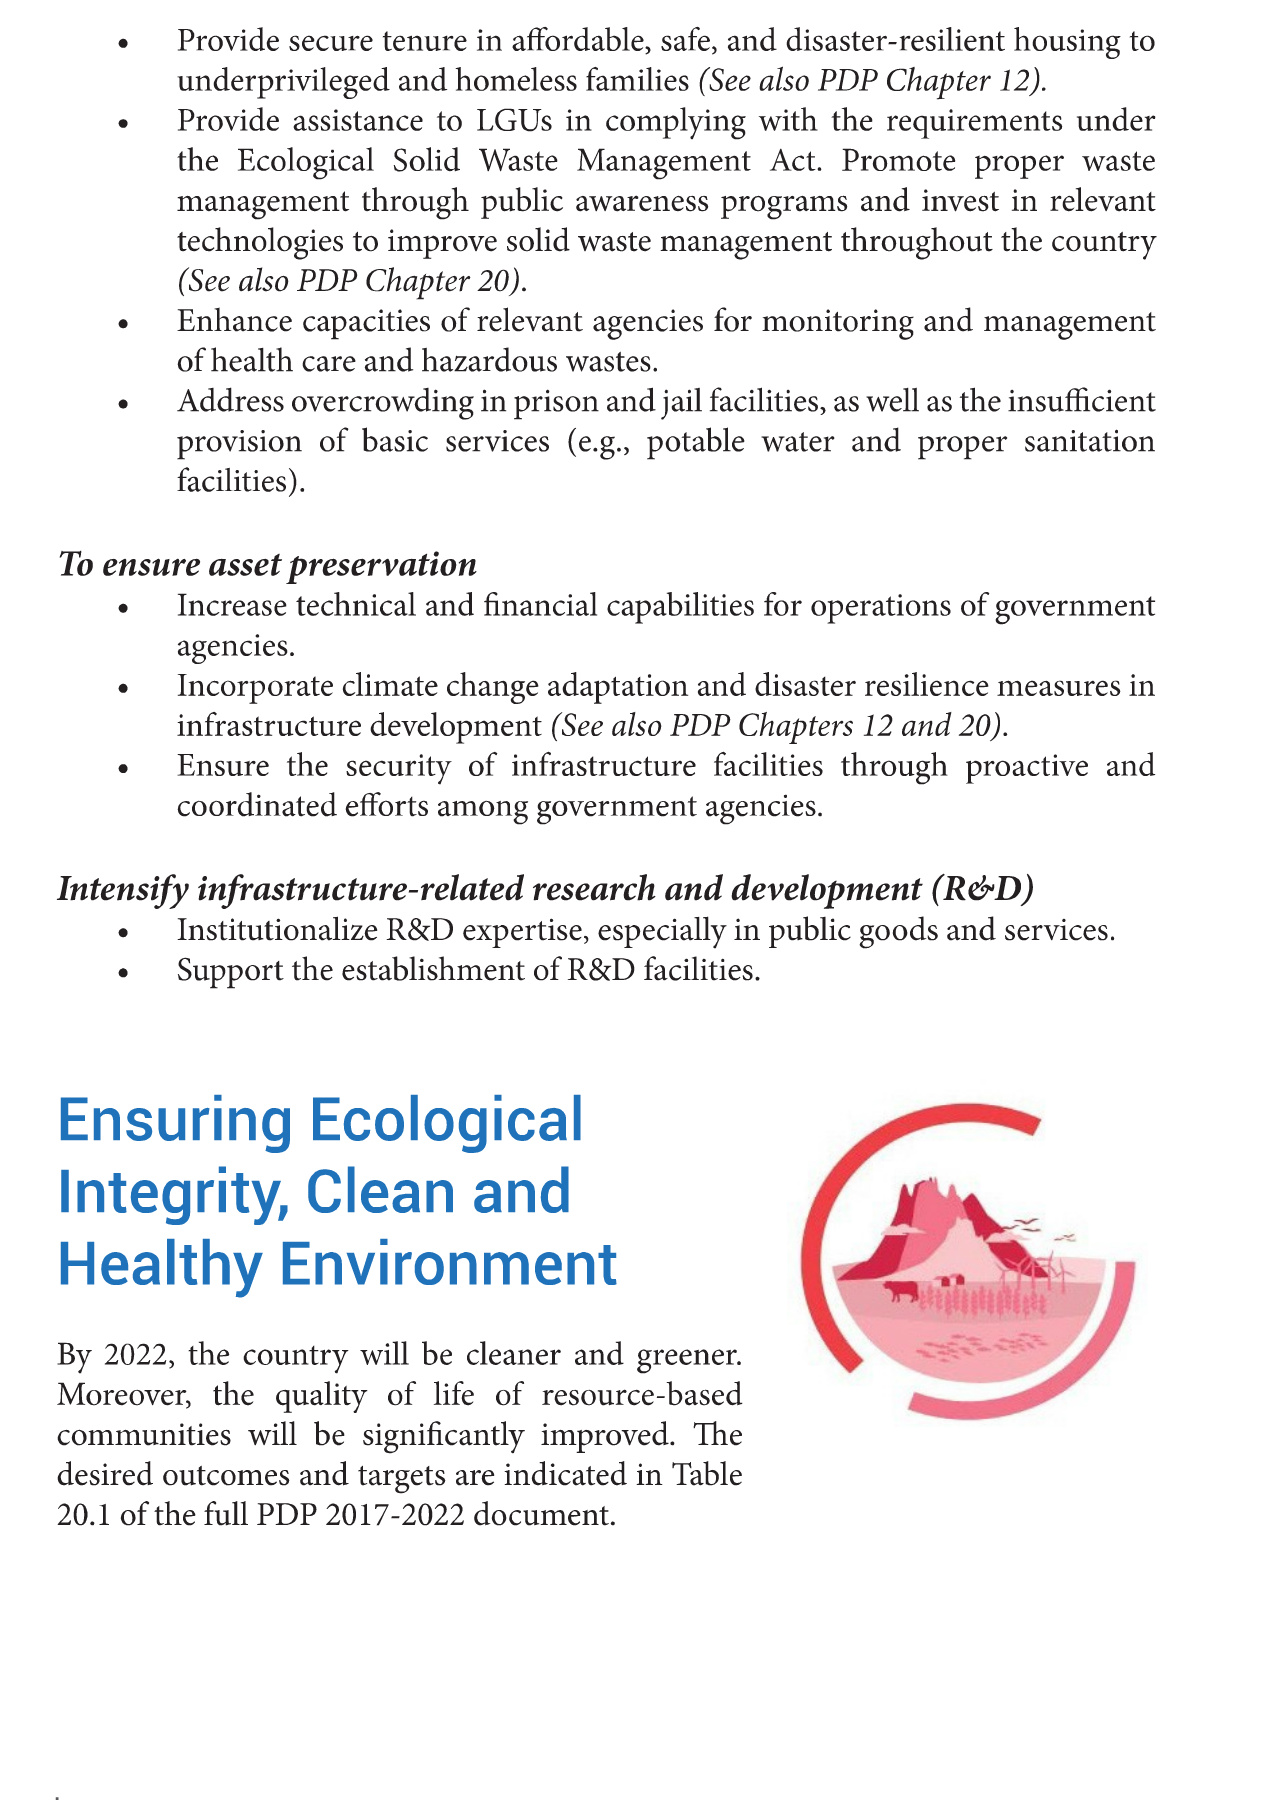 • Provide secure tenure in affordable, safe, and disaster-resilient housing to
underprivileged and homeless families (See also PDP Chapter 12).
• Provide assistance to LGUs in complying with the requirements under
the Ecological Solid Waste Management Act. Promote proper waste
management through public awareness programs and invest in relevant
technologies to improve solid waste management throughout the country
(See also PDP Chapter 20).
• Enhance capacities of relevant agencies for monitoring and management
of health care and hazardous wastes.
• Address overcrowding in prison and jail facilities, as well as the insufficient
provision of basic services (e.g., potable water and proper sanitation
facilities).
To ensure asset preservation
• Increase technical and financial capabilities for operations of government
agencies.
• Incorporate climate change adaptation and disaster resilience measures in
infrastructure development (See also PDP Chapters 12 and 20).
• Ensure the security of infrastructure facilities through proactive and
coordinated efforts among government agencies.
Intensify infrastructure-related research and development (R&D)
• Institutionalize R&D expertise, especially in public goods and services.
• Support the establishment of R&D facilities.
Ensuring Ecological
Integrity, Clean and
Healthy Environment
By 2022, the country will be cleaner and greener.
Moreover, the quality of life of resource-based
communities will be significantly improved. The
desired outcomes and targets are indicated in Table
20.1 of the full PDP 2017-2022 document.